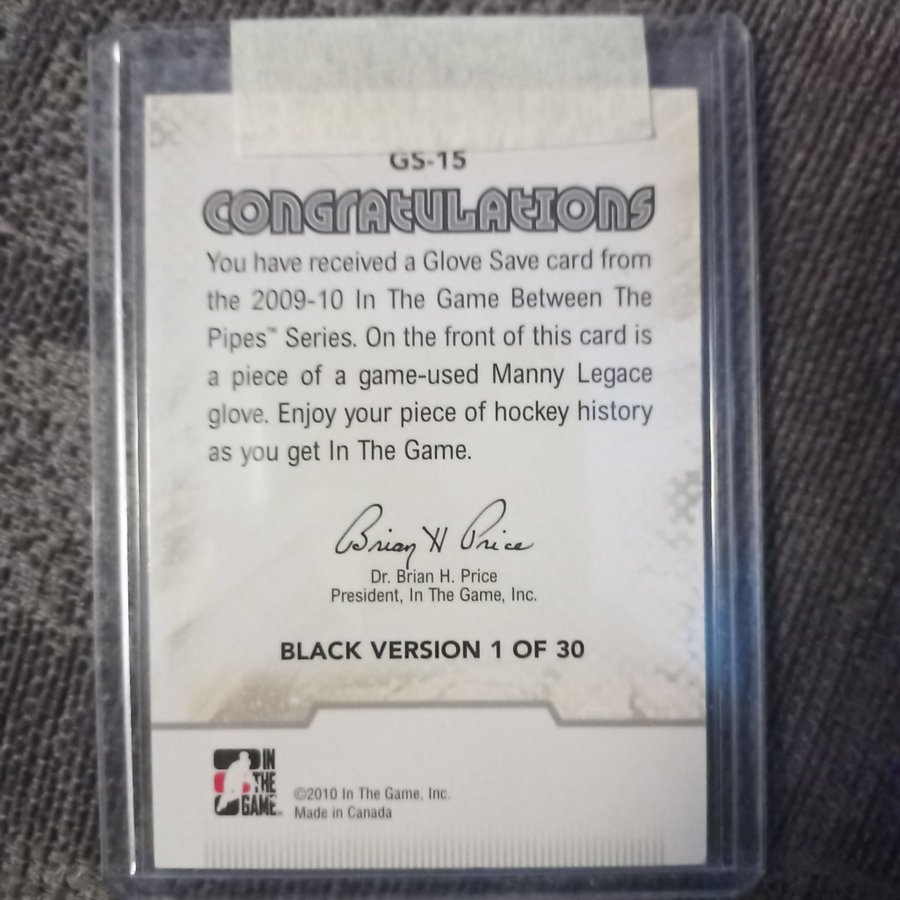 GS-15
CONGRATULATIONS
You have received a Glove Save card from
the 2009-10 In The Game Between The
Pipes™ Series. On the front of this card is
a piece of a game-used Manny Legace
glove. Enjoy your piece of hockey history
as you get In The Game.
Brian H Price
Dr. Brian H. Price
President, In The Game, Inc.
BLACK VERSION 1 OF 30
IN
THE
GAME
©2010 In The Game, Inc.
Made in Canada